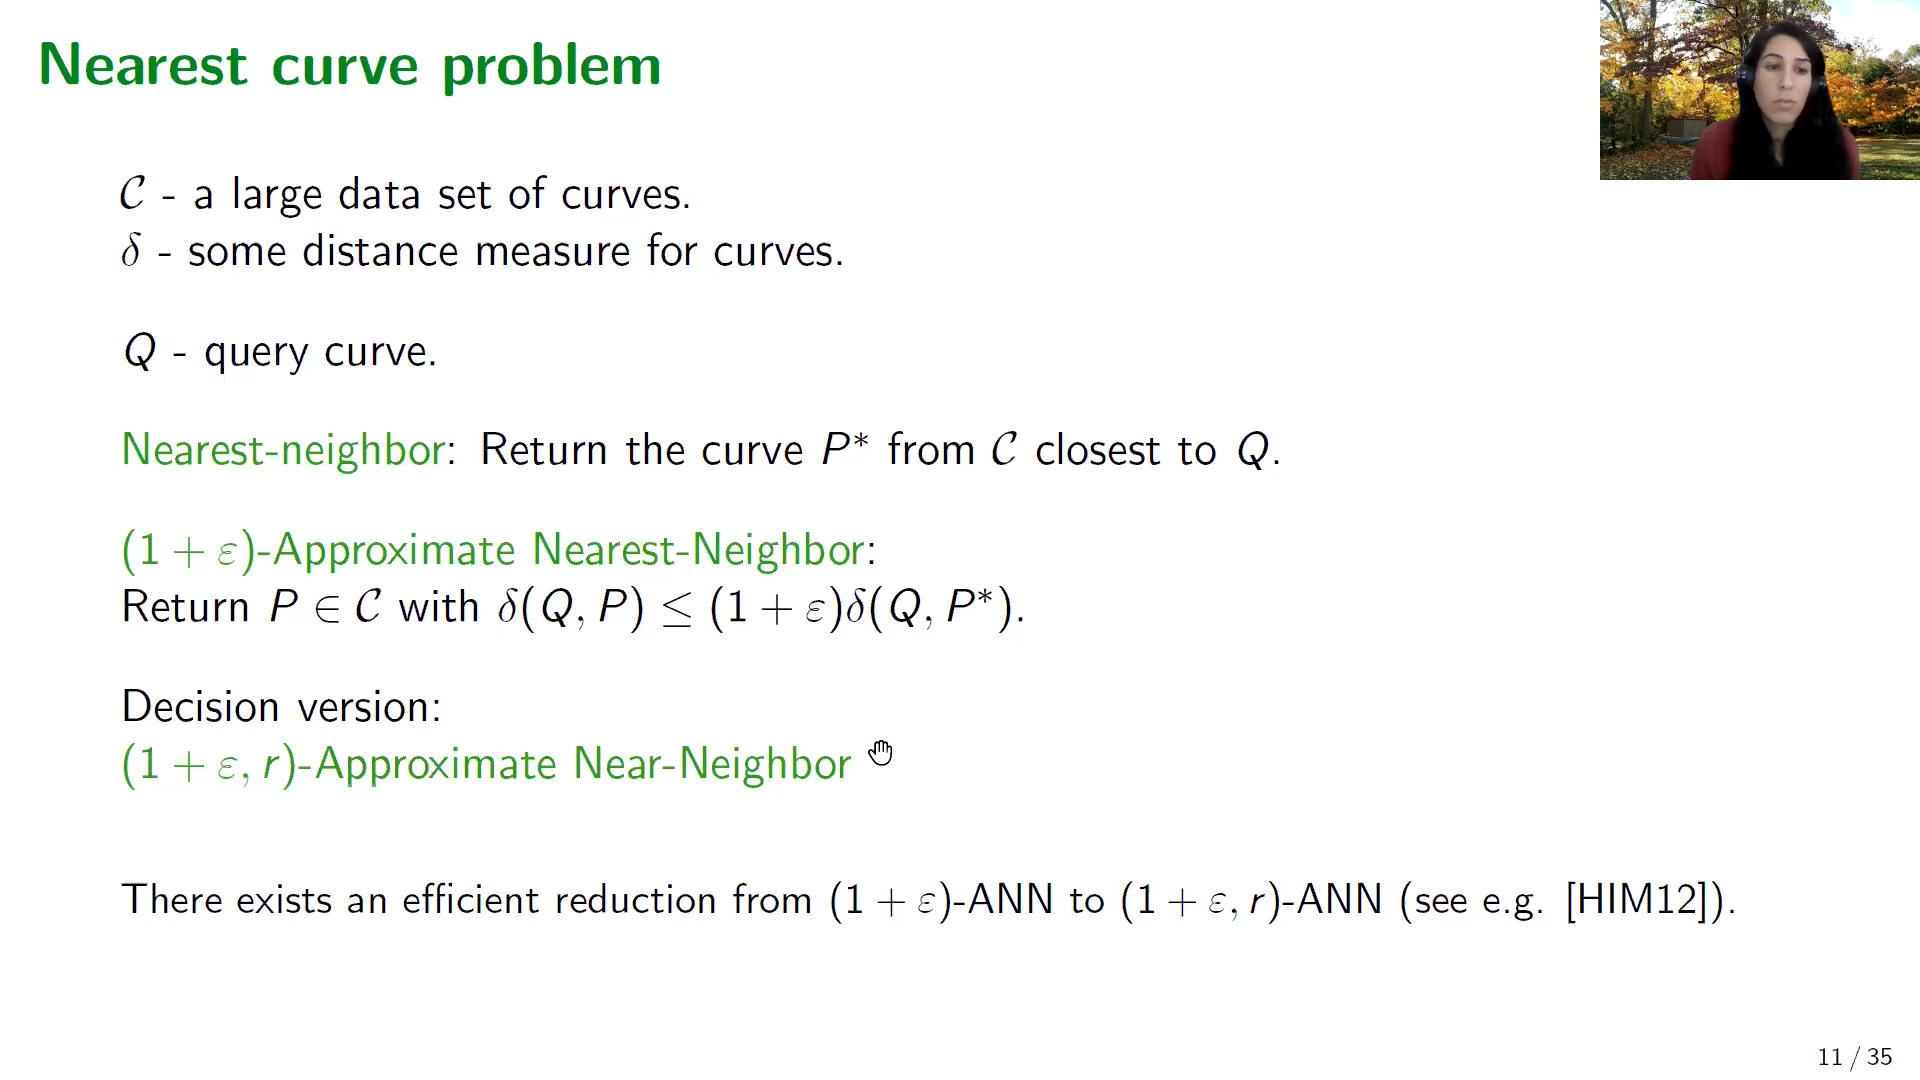 Nearest curve problem
𝒞 - a large data set of curves.
δ - some distance measure for curves.
Q - query curve.
Nearest-neighbor: Return the curve P* from 𝒞 closest to Q.
(1 + ε)-Approximate Nearest-Neighbor:
Return P ∈ 𝒞 with δ(Q, P) ≤ (1 + ε)δ(Q, P*).
Decision version:
(1 + ε, r)-Approximate Near-Neighbor
There exists an efficient reduction from (1 + ε)-ANN to (1 + ε, r)-ANN (see e.g. [HIM12]).
11 / 35